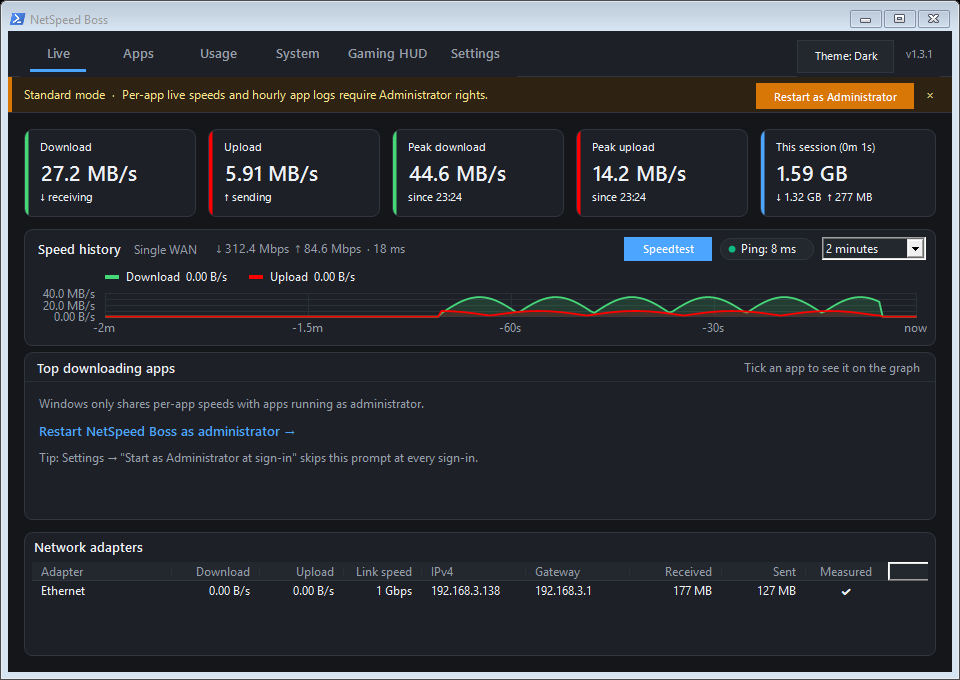 NetSpeed Boss
Live Apps Usage System Gaming HUD Settings Theme: Dark v1.3.1
Standard mode · Per-app live speeds and hourly app logs require Administrator rights. Restart as Administrator ×
Download Upload Peak download Peak upload This session (0m 1s)
27.2 MB/s 5.91 MB/s 44.6 MB/s 14.2 MB/s 1.59 GB
↓ receiving ↑ sending since 23:24 since 23:24 ↓ 1.32 GB ↑ 277 MB
Speed history Single WAN ↓ 312.4 Mbps ↑ 84.6 Mbps · 18 ms Speedtest Ping: 8 ms 2 minutes
Download 0.00 B/s Upload 0.00 B/s
40.0 MB/s
20.0 MB/s
0.00 B/s
-2m -1.5m -60s -30s now
Top downloading apps Tick an app to see it on the graph
Windows only shares per-app speeds with apps running as administrator.
Restart NetSpeed Boss as administrator →
Tip: Settings → "Start as Administrator at sign-in" skips this prompt at every sign-in.
Network adapters
Adapter Download Upload Link speed IPv4 Gateway Received Sent Measured
Ethernet 0.00 B/s 0.00 B/s 1 Gbps 192.168.3.138 192.168.3.1 177 MB 127 MB ✔